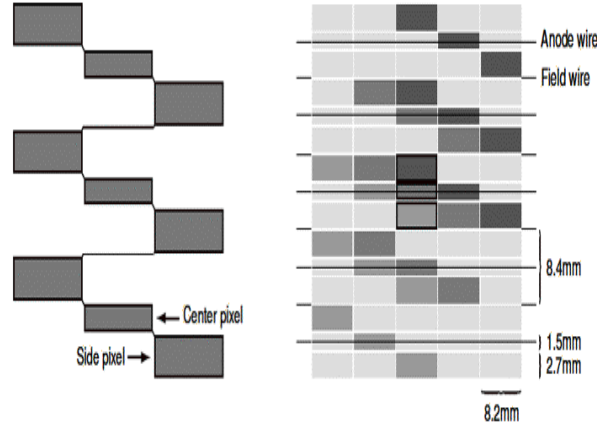 Anode wire
Field wire
8.4mm
Center pixel
Side pixel
1.5mm
2.7mm
8.2mm